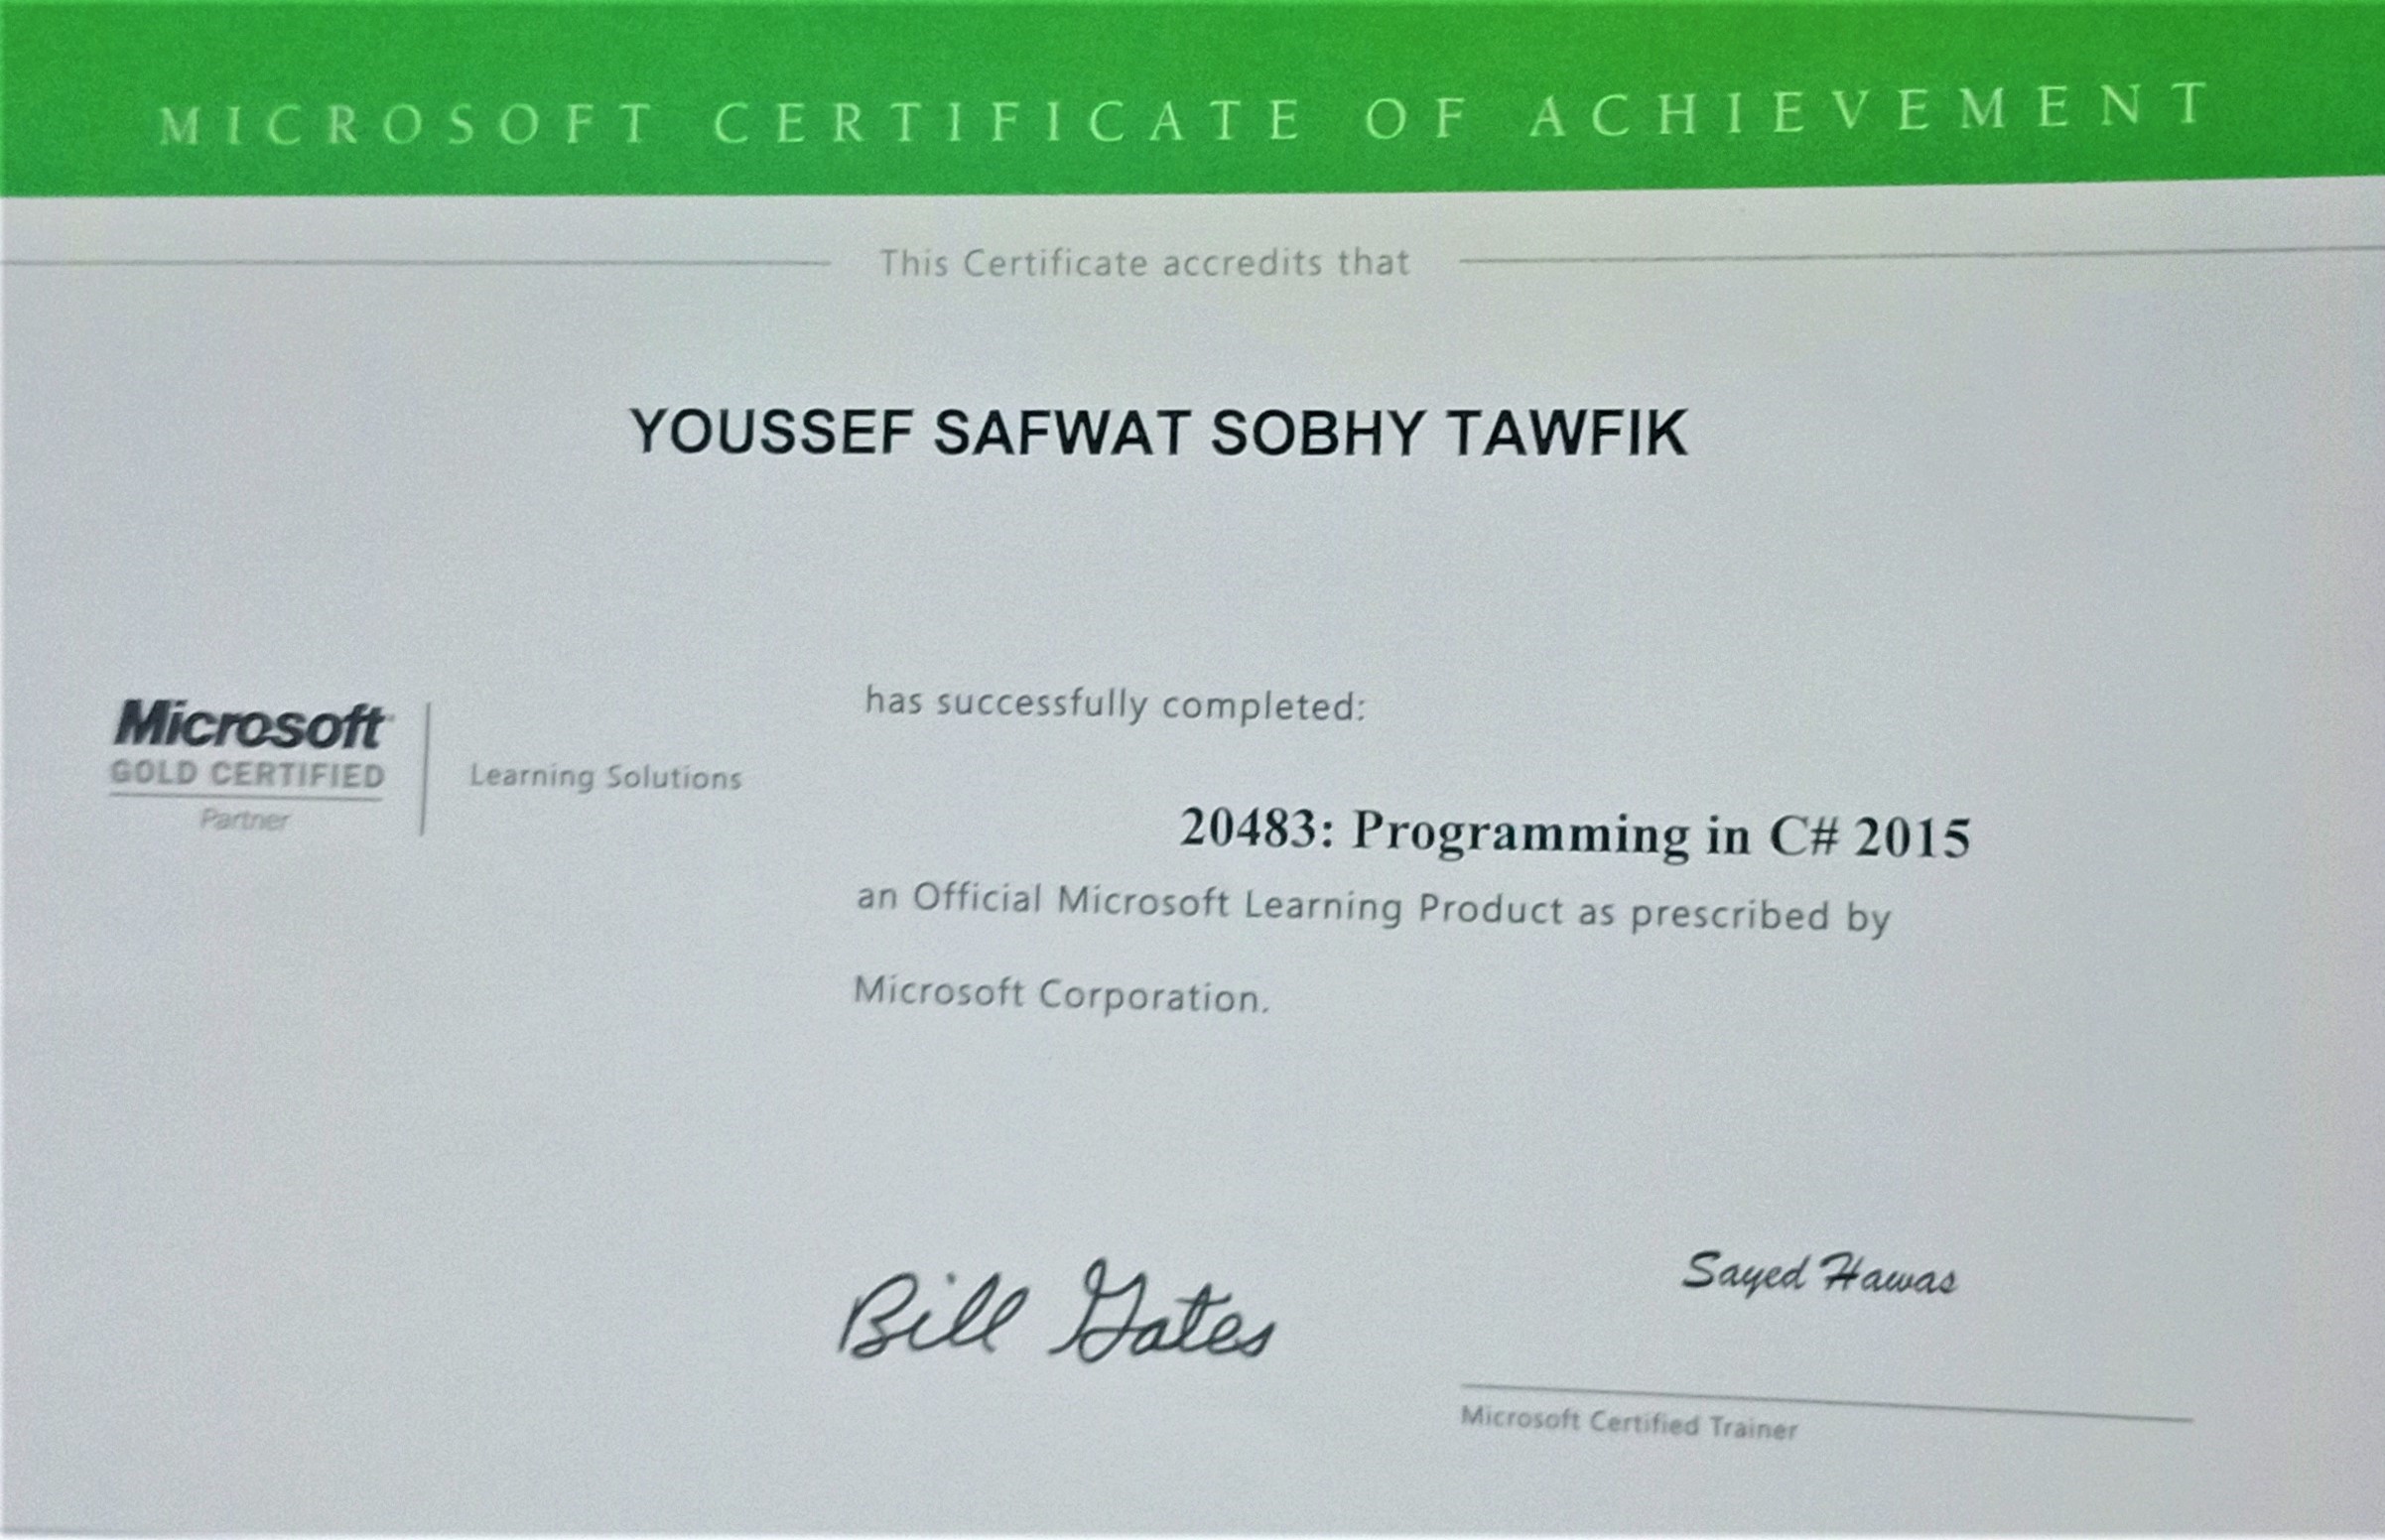 MICROSOFT CERTIFICATE OF ACHIEVEMENT
This Certificate accredits that
YOUSSEF SAFWAT SOBHY TAWFIK
Microsoft
GOLD CERTIFIED
Partner
Learning Solutions
has successfully completed:
20483: Programming in C# 2015
an Official Microsoft Learning Product as prescribed by
Microsoft Corporation.
Bill Gates
Sayed Hawas
Microsoft Certified Trainer